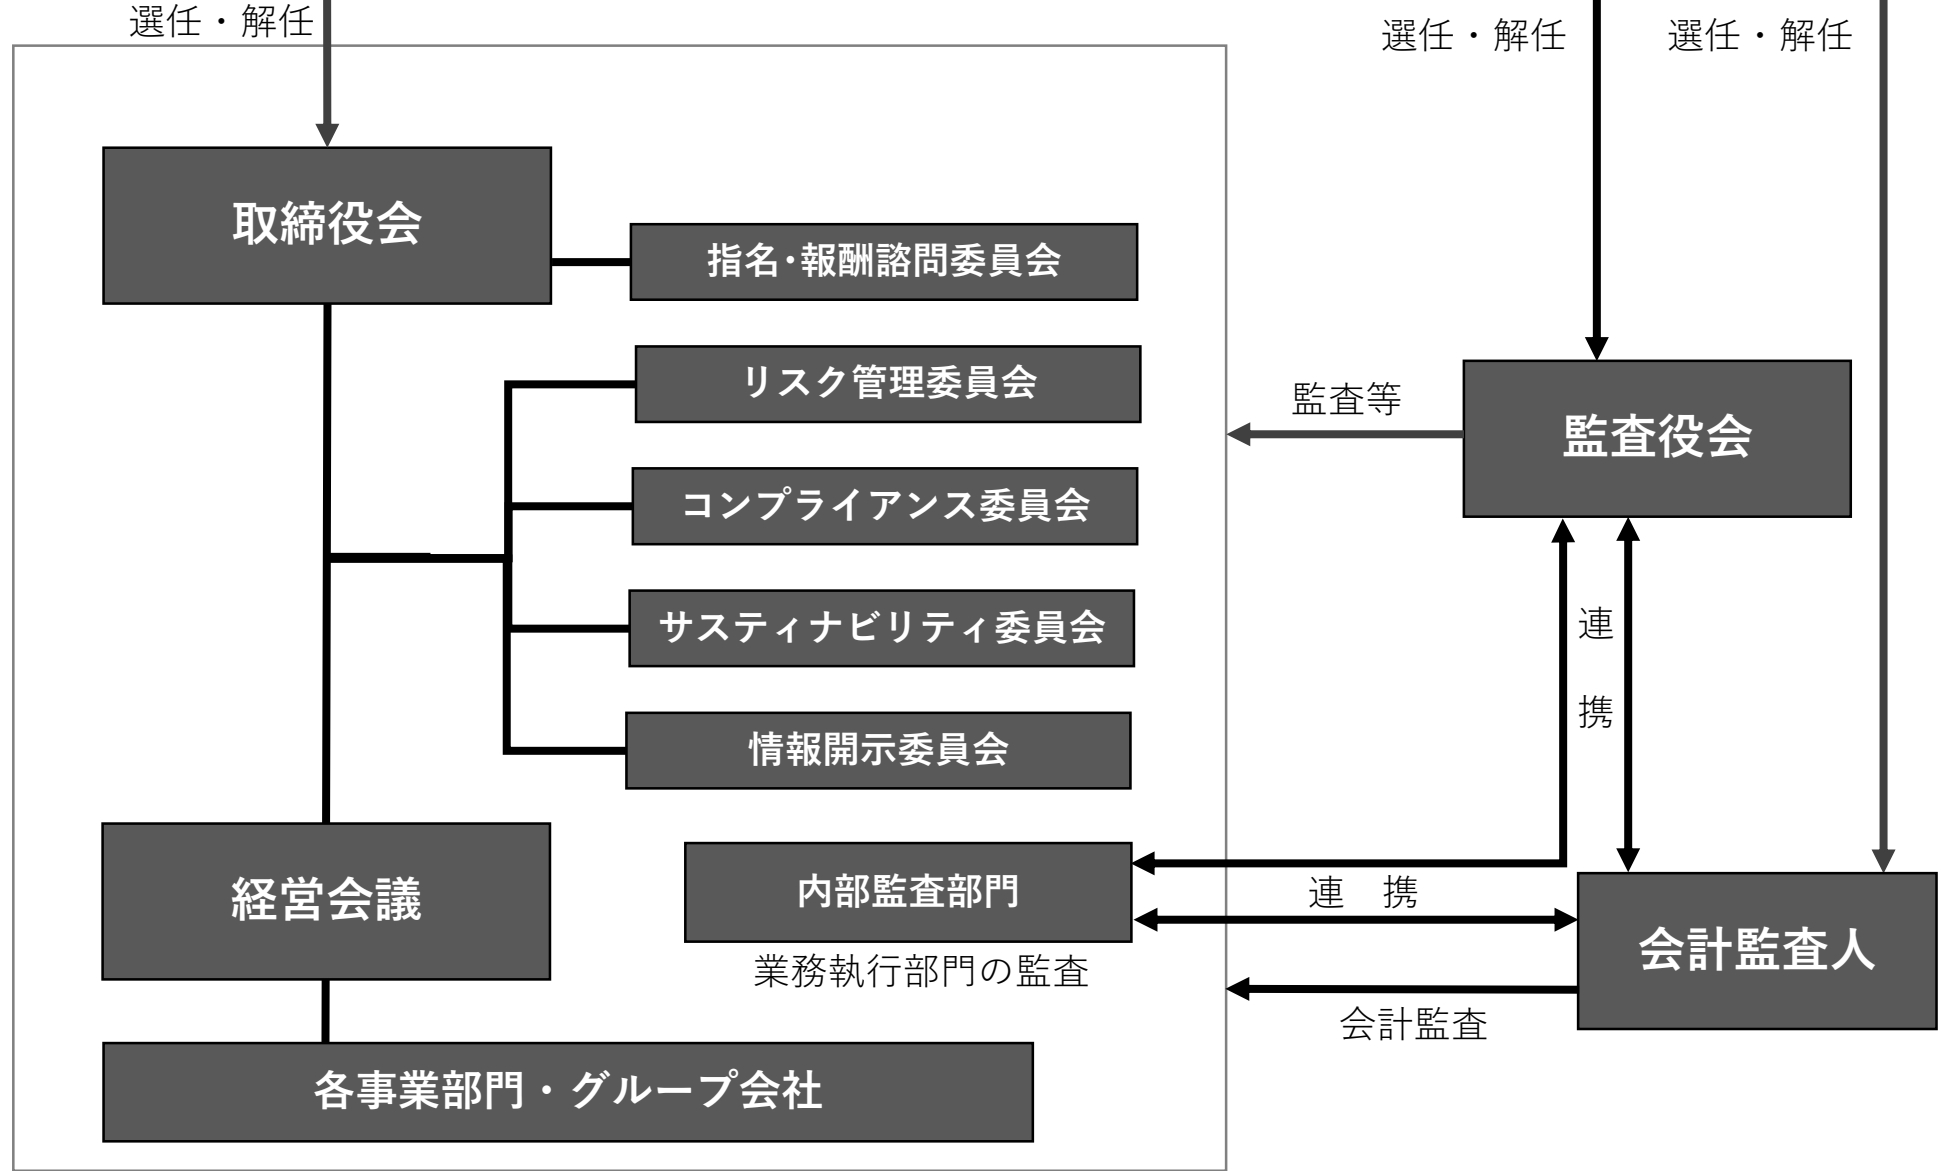 選任・解任
選任・解任
選任・解任
取締役会
指名・報酬諮問委員会
リスク管理委員会
監査等
監査役会
コンプライアンス委員会
サスティナビリティ委員会
連
携
情報開示委員会
経営会議
内部監査部門
連 携
会計監査人
業務執行部門の監査
会計監査
各事業部門・グループ会社